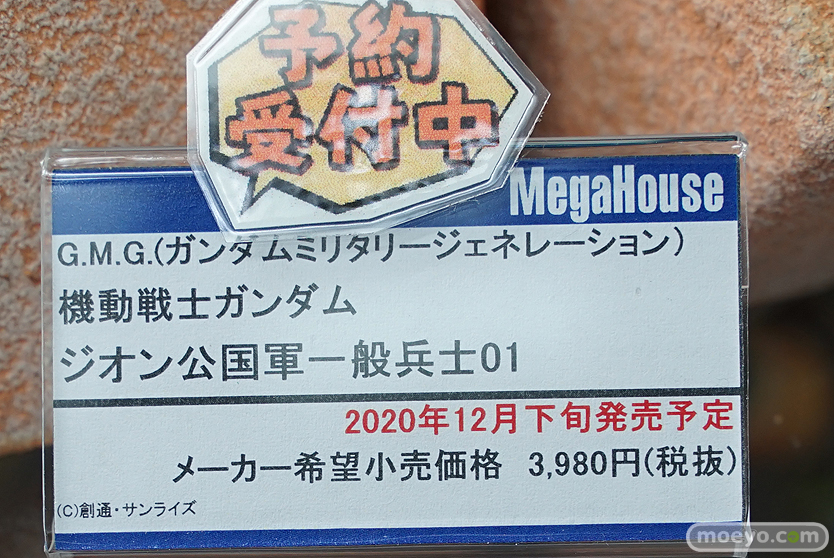 予約
受付中
MegaHouse
G.M.G.(ガンダムミリタリージェネレーション)
機動戦士ガンダム
ジオン公国軍一般兵士01
2020年12月下旬発売予定
メーカー希望小売価格 3,980円(税抜)
(C)創通・サンライズ
moeyo.com